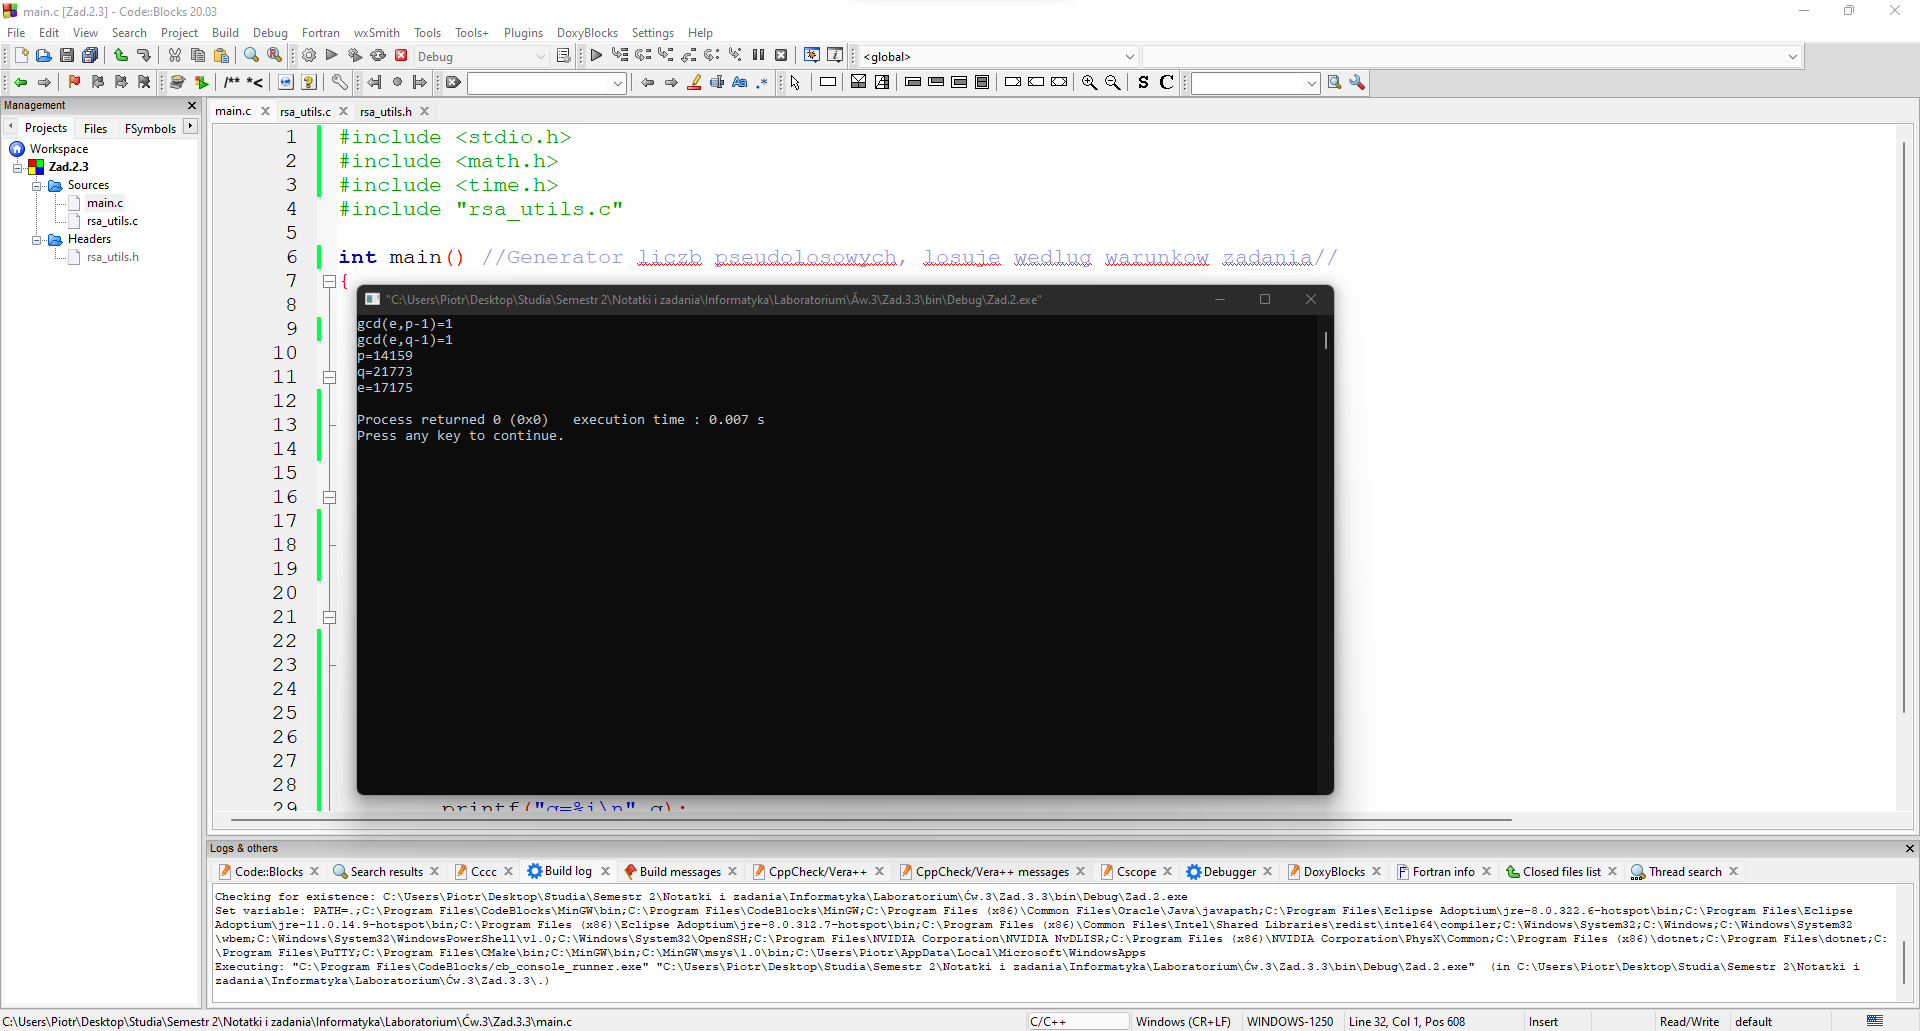 main.c [Zad.2.3] - Code::Blocks 20.03
File Edit View Search Project Build Debug Fortran wxSmith Tools Tools+ Plugins DoxyBlocks Settings Help
Debug
<global>
/** *<
Aa .*
S C
Management
Projects Files FSymbols
Workspace
Zad.2.3
Sources
main.c
rsa_utils.c
Headers
rsa_utils.h
main.c rsa_utils.c rsa_utils.h
1 #include <stdio.h>
2 #include <math.h>
3 #include <time.h>
4 #include "rsa_utils.c"
5
6 int main() //Generator liczb pseudolosowych, losuje wedlug warunkow zadania//
7 {
8
9
10
11
12
13
14
15
16
17
18
19
20
21
22
23
24
25
26
27
28
29 printf("q=%i\n" q);
"C:\Users\Piotr\Desktop\Studia\Semestr 2\Notatki i zadania\Informatyka\Laboratorium\Ăw.3\Zad.3.3\bin\Debug\Zad.2.exe"
gcd(e,p-1)=1
gcd(e,q-1)=1
p=14159
q=21773
e=17175
Process returned 0 (0x0) execution time : 0.007 s
Press any key to continue.
Logs & others
Code::Blocks Search results Cccc Build log Build messages CppCheck/Vera++ CppCheck/Vera++ messages Cscope Debugger DoxyBlocks Fortran info Closed files list Thread search
Checking for existence: C:\Users\Piotr\Desktop\Studia\Semestr 2\Notatki i zadania\Informatyka\Laboratorium\Ćw.3\Zad.3.3\bin\Debug\Zad.2.exe
Set variable: PATH=.;C:\Program Files\CodeBlocks\MinGW\bin;C:\Program Files\CodeBlocks\MinGW;C:\Program Files (x86)\Common Files\Oracle\Java\javapath;C:\Program Files\Eclipse Adoptium\jre-8.0.322.6-hotspot\bin;C:\Program Files\Eclipse
Adoptium\jre-11.0.14.9-hotspot\bin;C:\Program Files (x86)\Eclipse Adoptium\jre-8.0.312.7-hotspot\bin;C:\Program Files (x86)\Common Files\Intel\Shared Libraries\redist\intel64\compiler;C:\Windows\System32;C:\Windows;C:\Windows\System32
\wbem;C:\Windows\System32\WindowsPowerShell\v1.0;C:\Windows\System32\OpenSSH;C:\Program Files\NVIDIA Corporation\NVIDIA NvDLISR;C:\Program Files (x86)\NVIDIA Corporation\PhysX\Common;C:\Program Files (x86)\dotnet;C:\Program Files\dotnet;C:
\Program Files\PuTTY;C:\Program Files\CMake\bin;C:\MinGW\bin;C:\MinGW\msys\1.0\bin;C:\Users\Piotr\AppData\Local\Microsoft\WindowsApps
Executing: "C:\Program Files\CodeBlocks/cb_console_runner.exe" "C:\Users\Piotr\Desktop\Studia\Semestr 2\Notatki i zadania\Informatyka\Laboratorium\Ćw.3\Zad.3.3\bin\Debug\Zad.2.exe" (in C:\Users\Piotr\Desktop\Studia\Semestr 2\Notatki i
zadania\Informatyka\Laboratorium\Ćw.3\Zad.3.3\.)
C:\Users\Piotr\Desktop\Studia\Semestr 2\Notatki i zadania\Informatyka\Laboratorium\Ćw.3\Zad.3.3\main.c C/C++ Windows (CR+LF) WINDOWS-1250 Line 32, Col 1, Pos 608 Insert Read/Write default